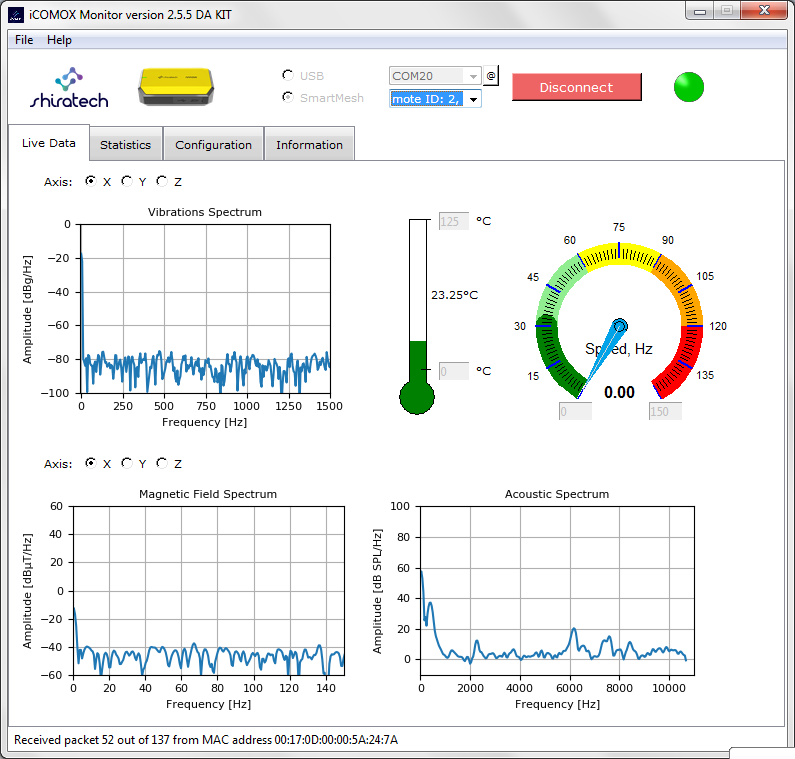 iCOMOX Monitor version 2.5.5 DA KIT
File Help
shiratech
USB
SmartMesh
COM20
@
mote ID: 2,
Disconnect
Live Data
Statistics
Configuration
Information
Axis: X Y Z
Vibrations Spectrum
Amplitude [dBg/Hz]
0
−20
−40
−60
−80
−100
0 250 500 750 1000 1250 1500
Frequency [Hz]
125 °C
23.25°C
0 °C
0
15
30
45
60
75
90
105
120
135
150
Speed, Hz
0.00
Axis: X Y Z
Magnetic Field Spectrum
Amplitude [dBµT/Hz]
60
40
20
0
−20
−40
−60
0 20 40 60 80 100 120 140
Frequency [Hz]
Acoustic Spectrum
Amplitude [dB SPL/Hz]
100
80
60
40
20
0
0 2000 4000 6000 8000 10000
Frequency [Hz]
Received packet 52 out of 137 from MAC address 00:17:0D:00:00:5A:24:7A